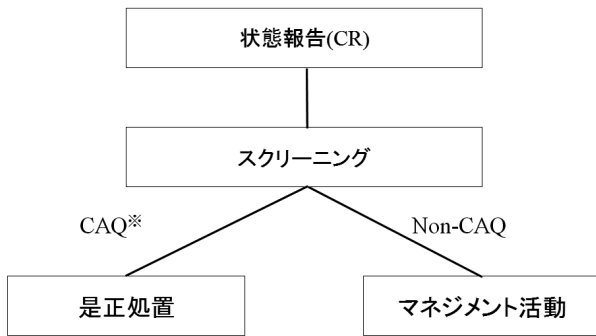 状態報告(CR)
スクリーニング
CAQ※
Non-CAQ
是正処置
マネジメント活動